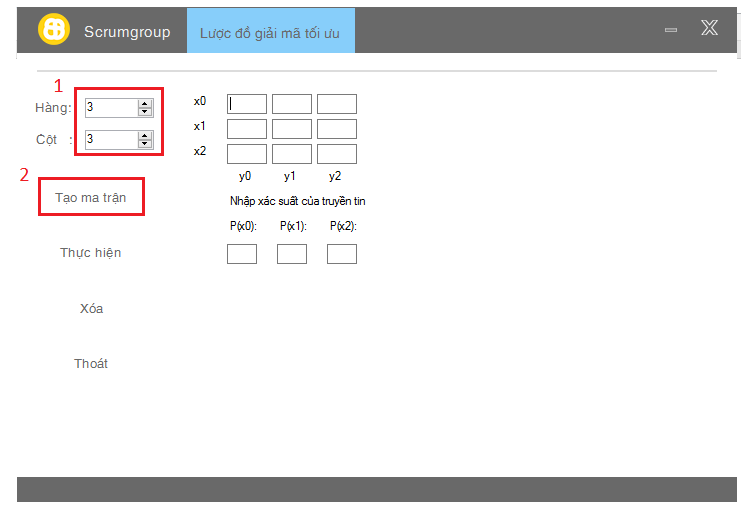 Scrumgroup
Lược đồ giải mã tối ưu
X
1
Hàng: 3
Cột : 3
x0
x1
x2
y0 y1 y2
2
Tạo ma trận
Nhập xác suất của truyền tin
P(x0): P(x1): P(x2):
Thực hiện
Xóa
Thoát